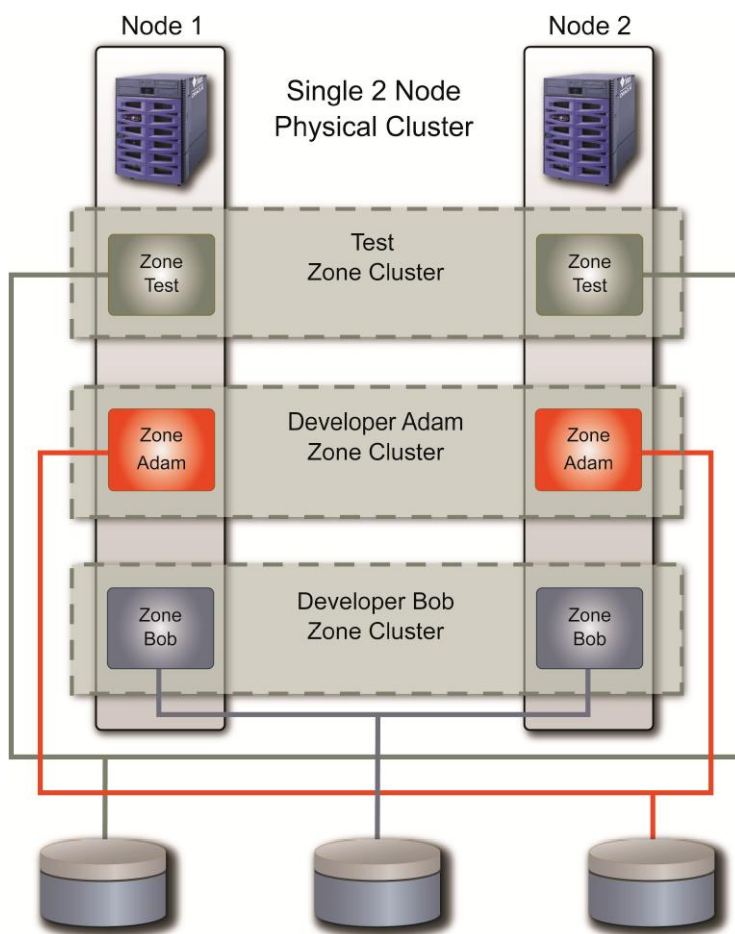 Node 1
Node 2
Single 2 Node
Physical Cluster
Zone
Test
Test
Zone Cluster
Zone
Test
Zone
Adam
Developer Adam
Zone Cluster
Zone
Adam
Zone
Bob
Developer Bob
Zone Cluster
Zone
Bob